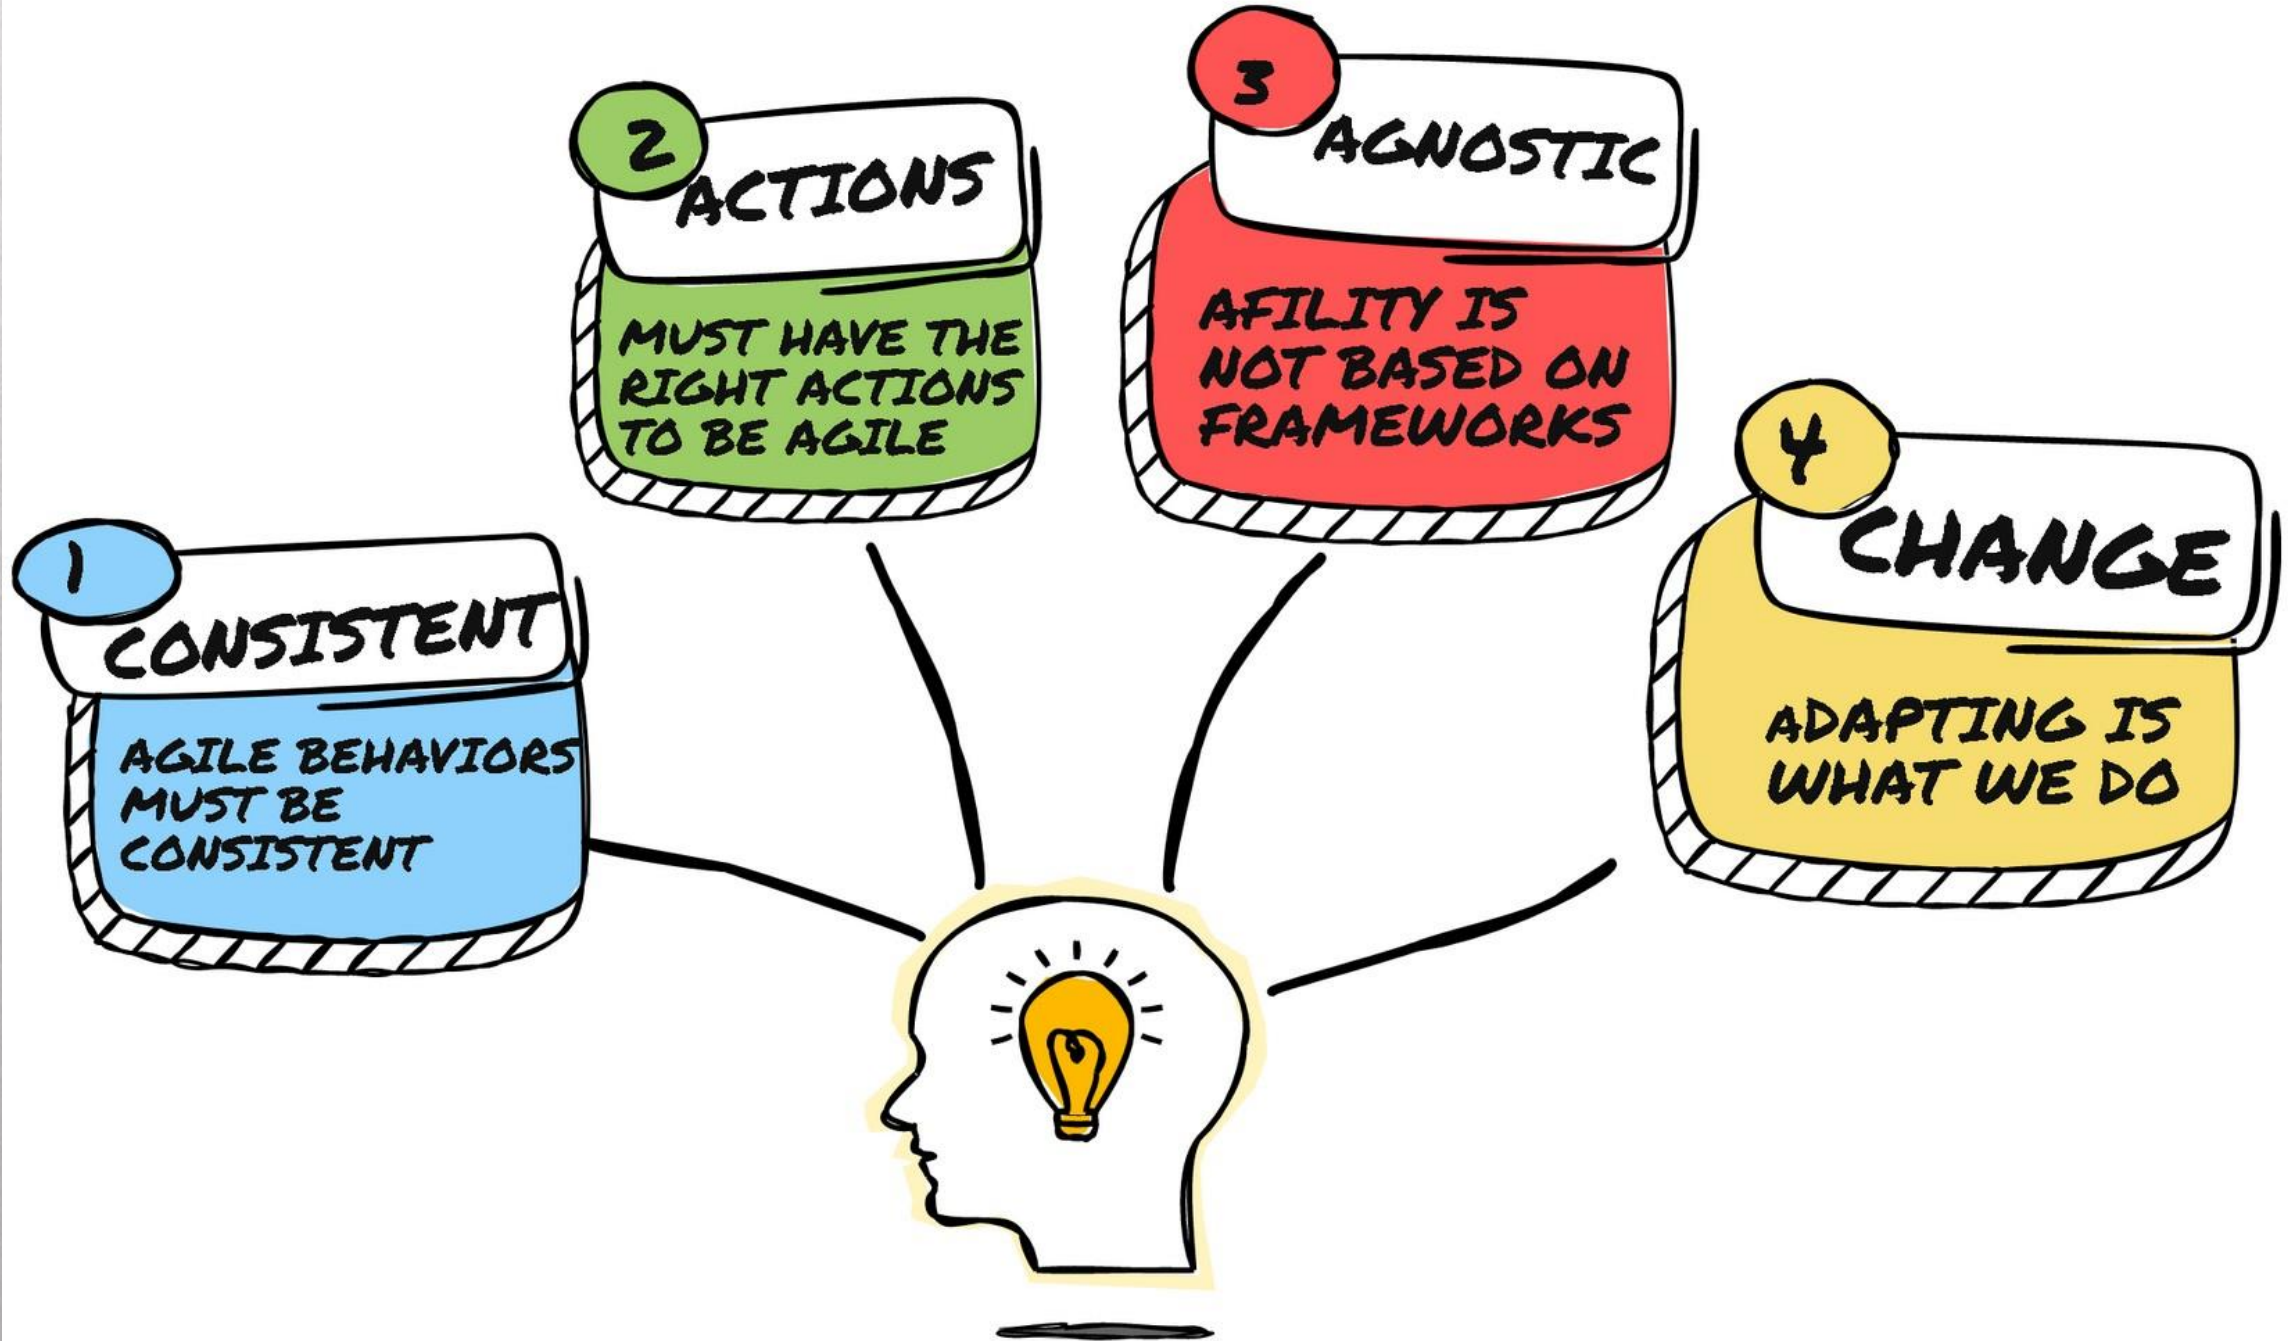 1
CONSISTENT
AGILE BEHAVIORS
MUST BE
CONSISTENT
2
ACTIONS
MUST HAVE THE
RIGHT ACTIONS
TO BE AGILE
3
AGNOSTIC
AFILITY IS
NOT BASED ON
FRAMEWORKS
4
CHANGE
ADAPTING IS
WHAT WE DO